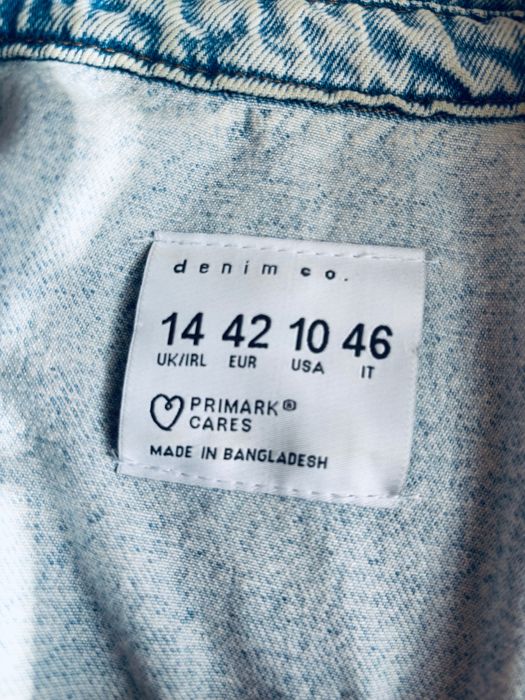 denim co.
14 42 10 46
UK/IRL EUR USA IT
PRIMARK®
CARES
MADE IN BANGLADESH